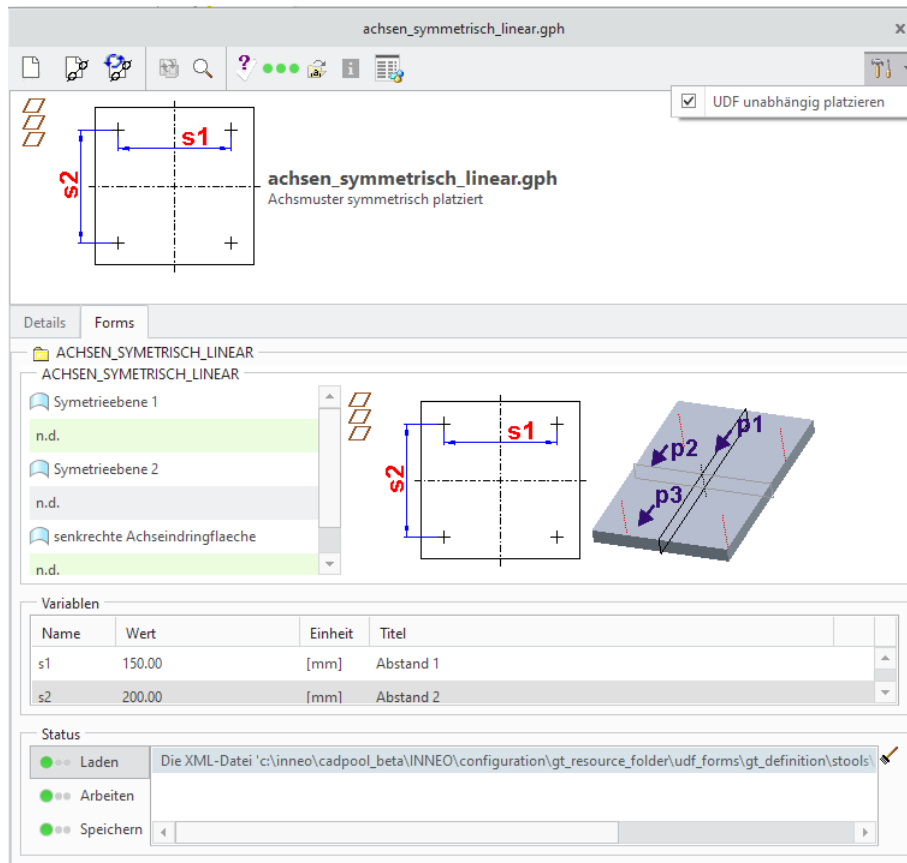 achsen_symmetrisch_linear.gph
UDF unabhängig platzieren
s1
s2
achsen_symmetrisch_linear.gph
Achsmuster symmetrisch platziert
Details Forms
ACHSEN_SYMETRISCH_LINEAR
ACHSEN_SYMETRISCH_LINEAR
Symetrieebene 1
n.d.
Symetrieebene 2
n.d.
senkrechte Achseindringflaeche
n.d.
s1
s2
p1
p2
p3
Variablen
Name Wert Einheit Titel
s1 150.00 [mm] Abstand 1
s2 200.00 [mm] Abstand 2
Status
Laden Die XML-Datei 'c:\inneo\cadpool_beta\INNEO\configuration\gt_resource_folder\udf_forms\gt_definition\stools\
Arbeiten
Speichern